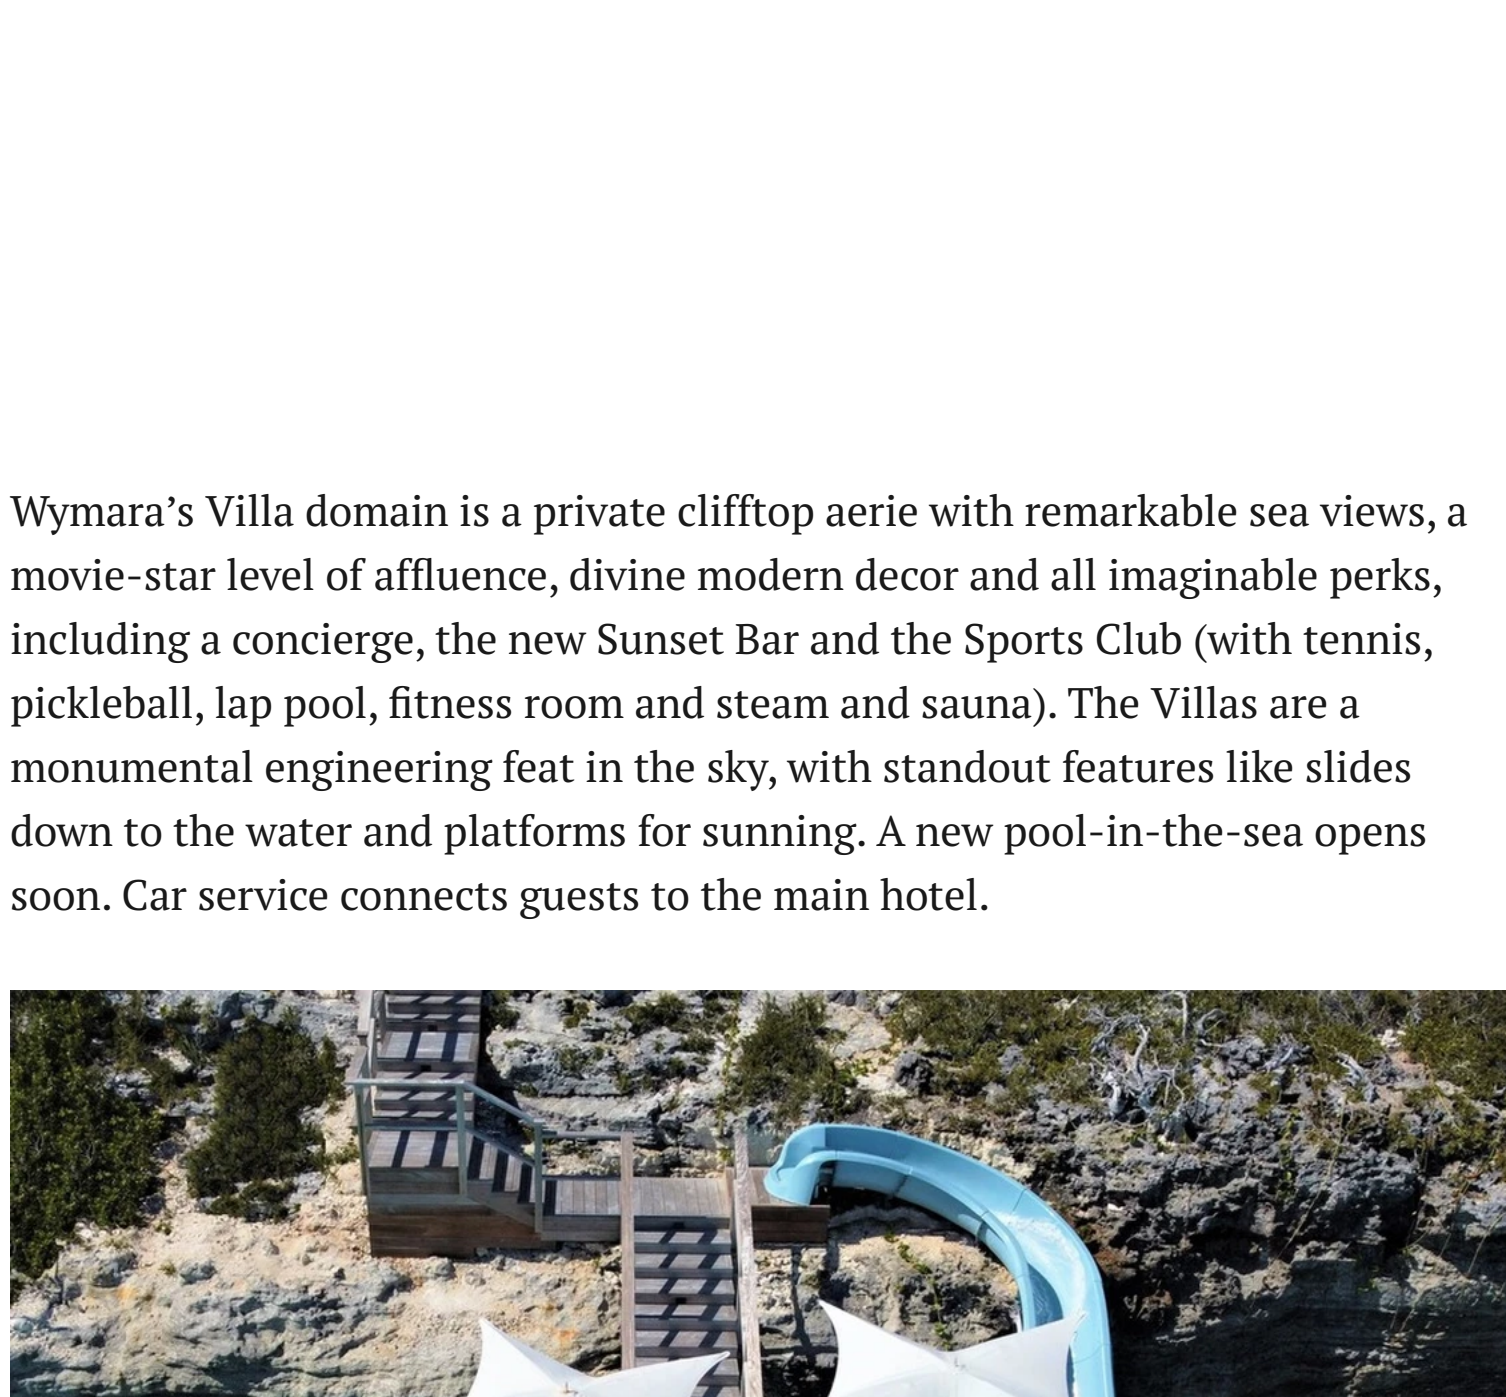 Wymara’s Villa domain is a private clifftop aerie with remarkable sea views, a
movie-star level of affluence, divine modern decor and all imaginable perks,
including a concierge, the new Sunset Bar and the Sports Club (with tennis,
pickleball, lap pool, fitness room and steam and sauna). The Villas are a
monumental engineering feat in the sky, with standout features like slides
down to the water and platforms for sunning. A new pool-in-the-sea opens
soon. Car service connects guests to the main hotel.